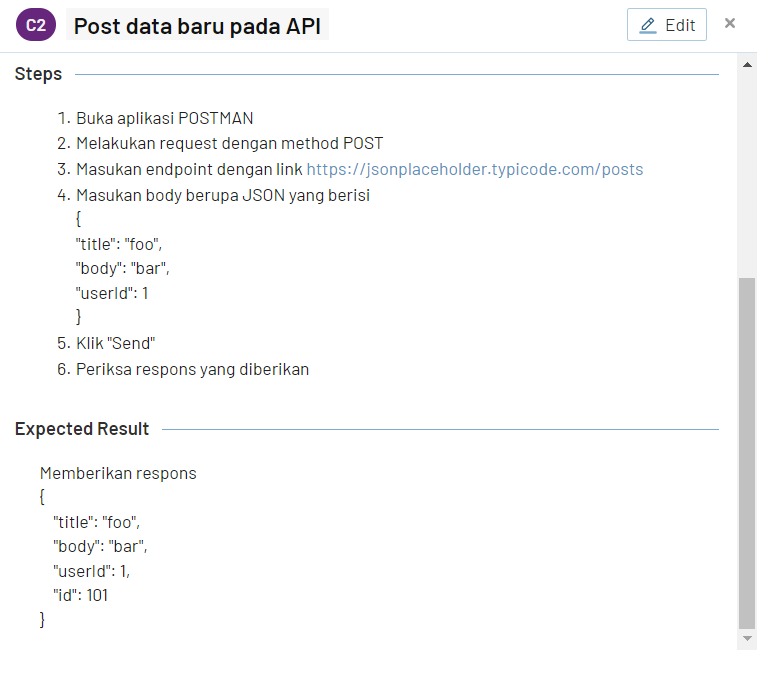 C2 Post data baru pada API Edit ×
Steps
1. Buka aplikasi POSTMAN
2. Melakukan request dengan method POST
3. Masukan endpoint dengan link https://jsonplaceholder.typicode.com/posts
4. Masukan body berupa JSON yang berisi
{
"title": "foo",
"body": "bar",
"userId": 1
}
5. Klik "Send"
6. Periksa respons yang diberikan
Expected Result
Memberikan respons
{
"title": "foo",
"body": "bar",
"userId": 1,
"id": 101
}